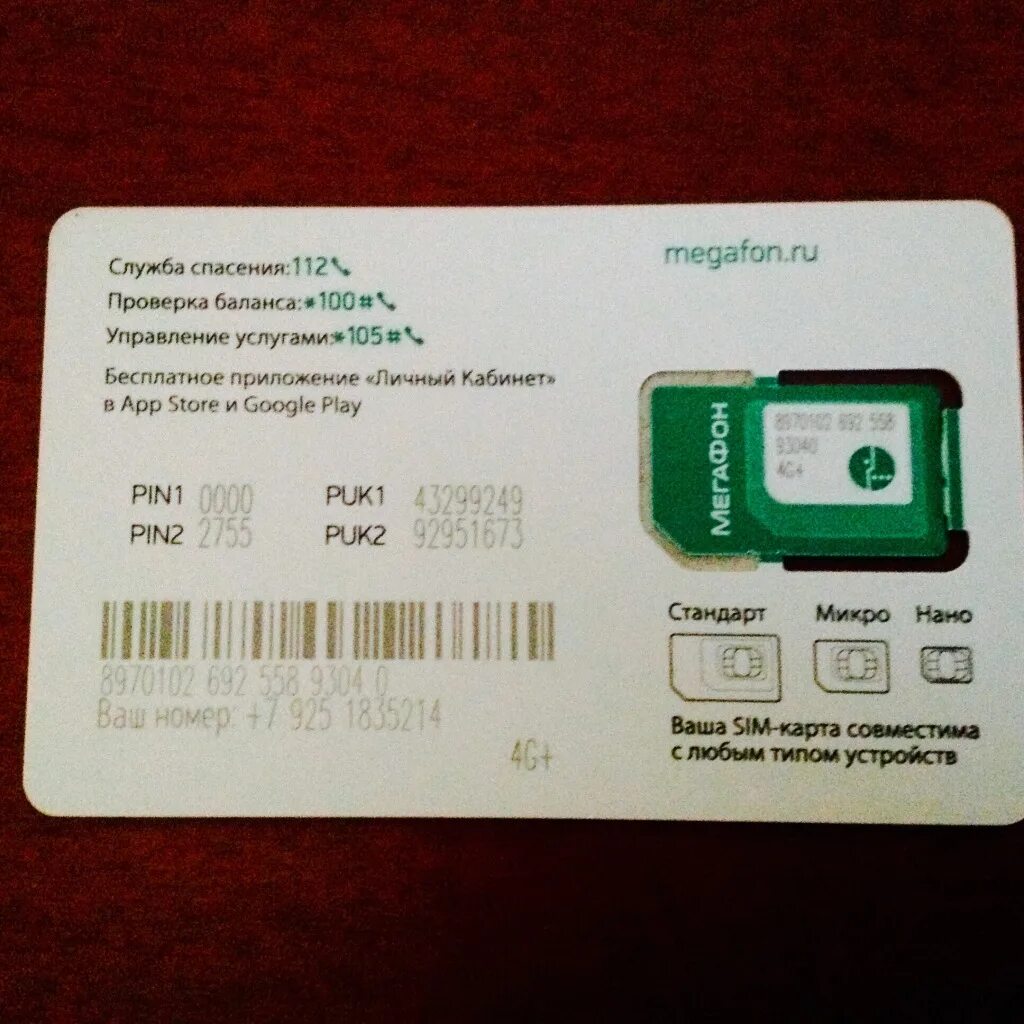 megafon.ru
Служба спасения:112
Проверка баланса:*100#
Управление услугами:*105#
Бесплатное приложение «Личный Кабинет»
в App Store и Google Play
PIN1 0000 PUK1 43299249
PIN2 2755 PUK2 92951673
8970102 692 558 9304 0
Ваш номер: +7 925 1835214
4G+
МЕГАФОН
8970102 692 558
93040
4G+
Стандарт Микро Нано
Ваша SIM-карта совместима
с любым типом устройств